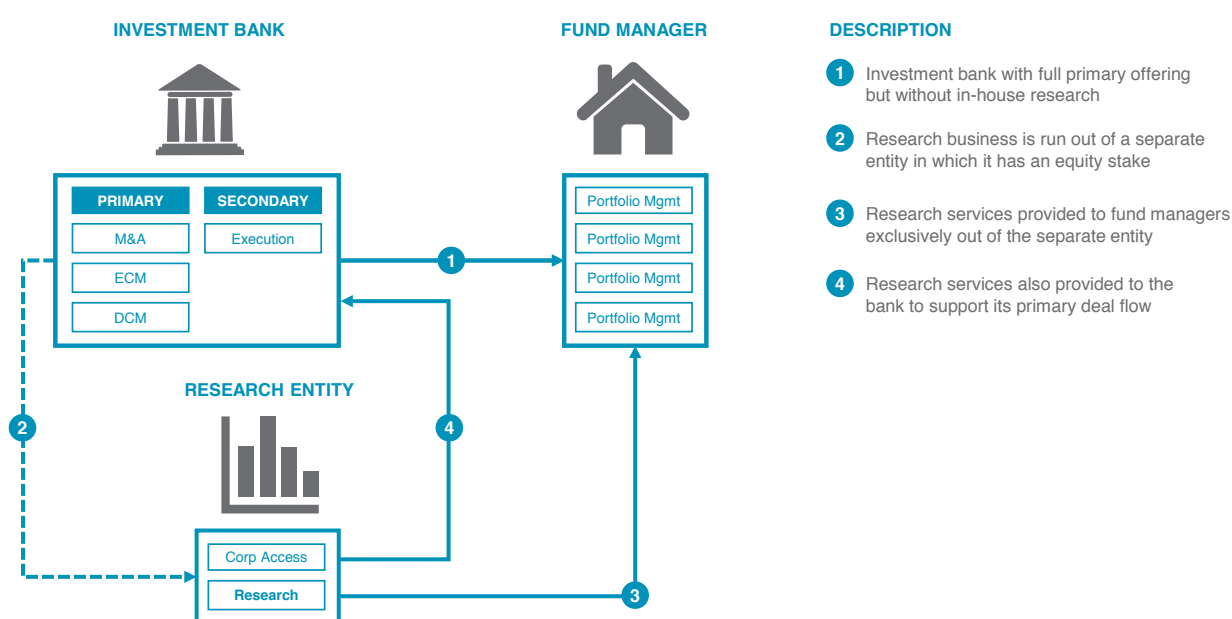 INVESTMENT BANK
FUND MANAGER
DESCRIPTION
1 Investment bank with full primary offering
but without in-house research
2 Research business is run out of a separate
entity in which it has an equity stake
3 Research services provided to fund managers
exclusively out of the separate entity
4 Research services also provided to the
bank to support its primary deal flow
PRIMARY
SECONDARY
M&A
Execution
ECM
DCM
1
Portfolio Mgmt
Portfolio Mgmt
Portfolio Mgmt
Portfolio Mgmt
RESEARCH ENTITY
2
4
Corp Access
Research
3